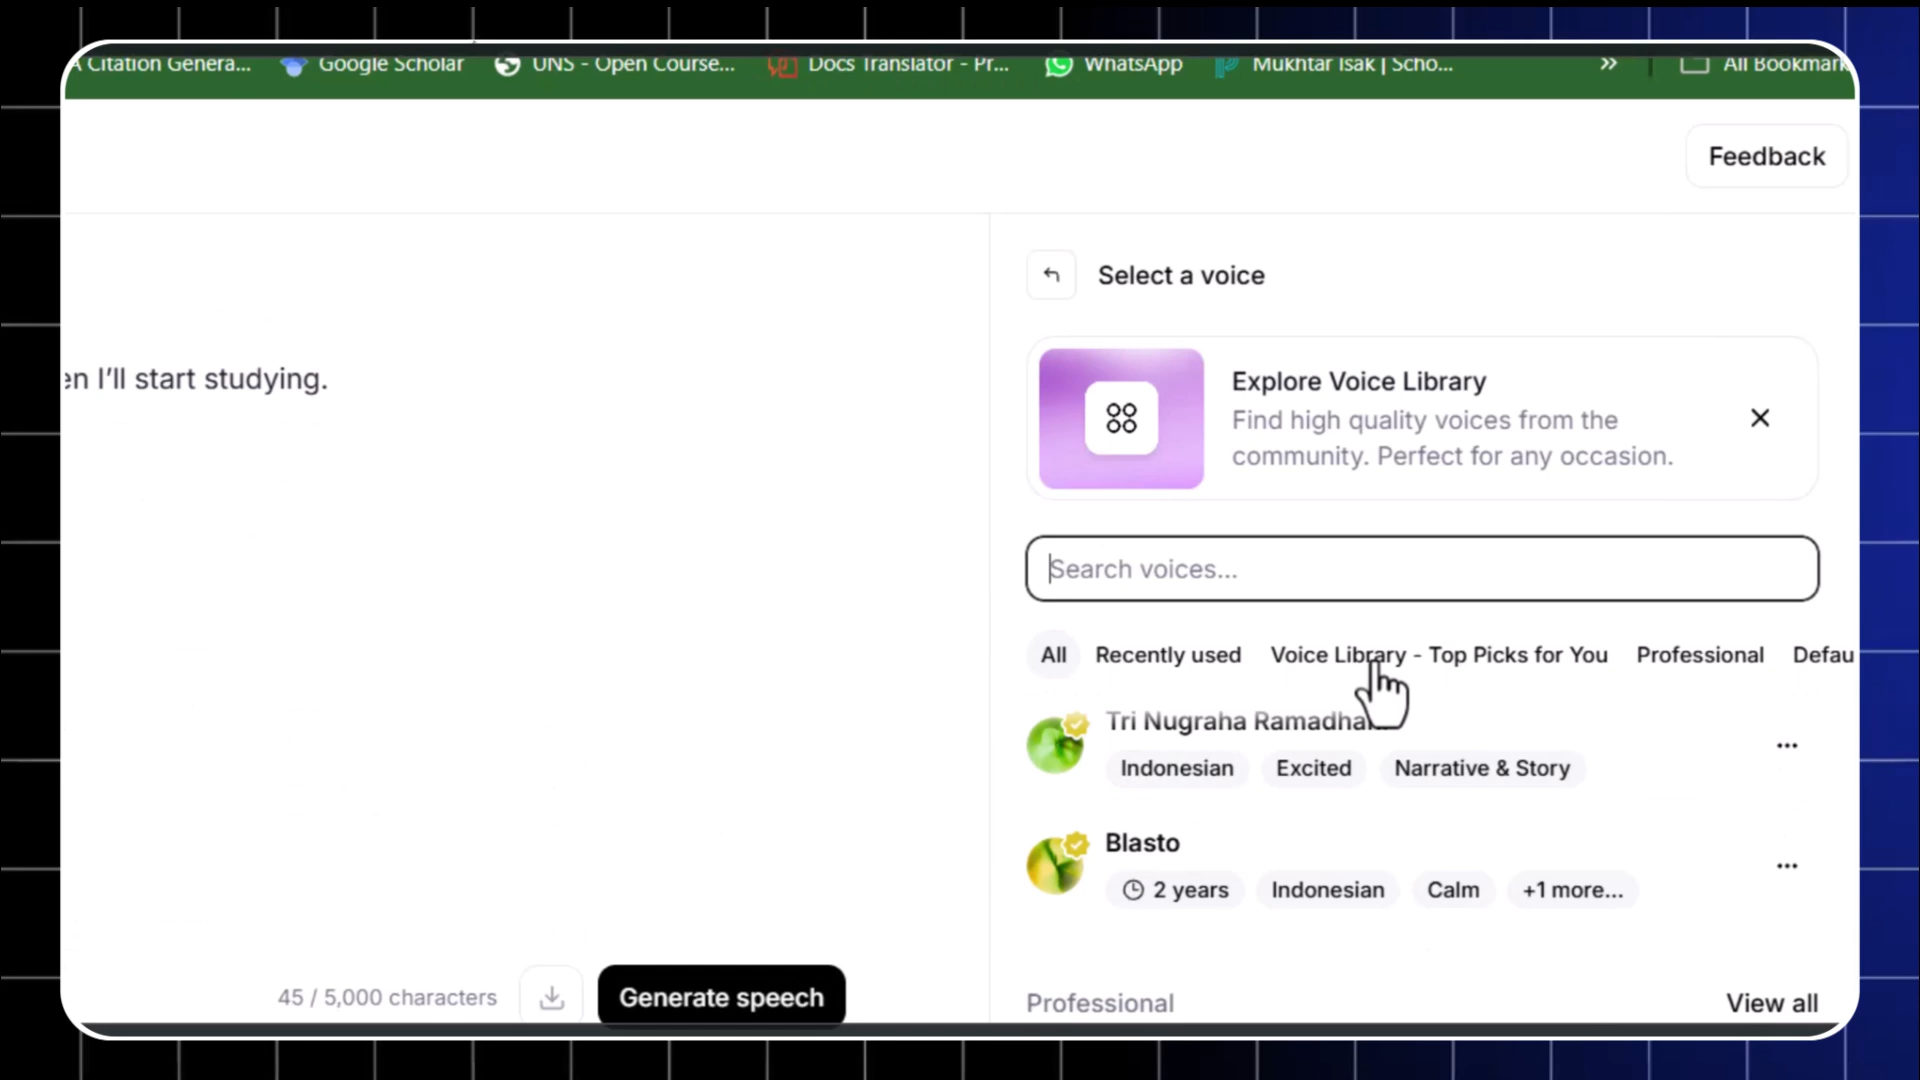 A Citation Genera... Google Scholar UNS - Open Course... Docs Translator - Pr... WhatsApp Mukhtar Isak | Scho... » All Bookmark
Feedback
Select a voice
en I'll start studying.
Explore Voice Library
Find high quality voices from the
community. Perfect for any occasion.
Search voices...
All Recently used Voice Library - Top Picks for You Professional Defau
Tri Nugraha Ramadha
Indonesian Excited Narrative & Story
Blasto
2 years Indonesian Calm +1 more...
45 / 5,000 characters Generate speech
Professional View all